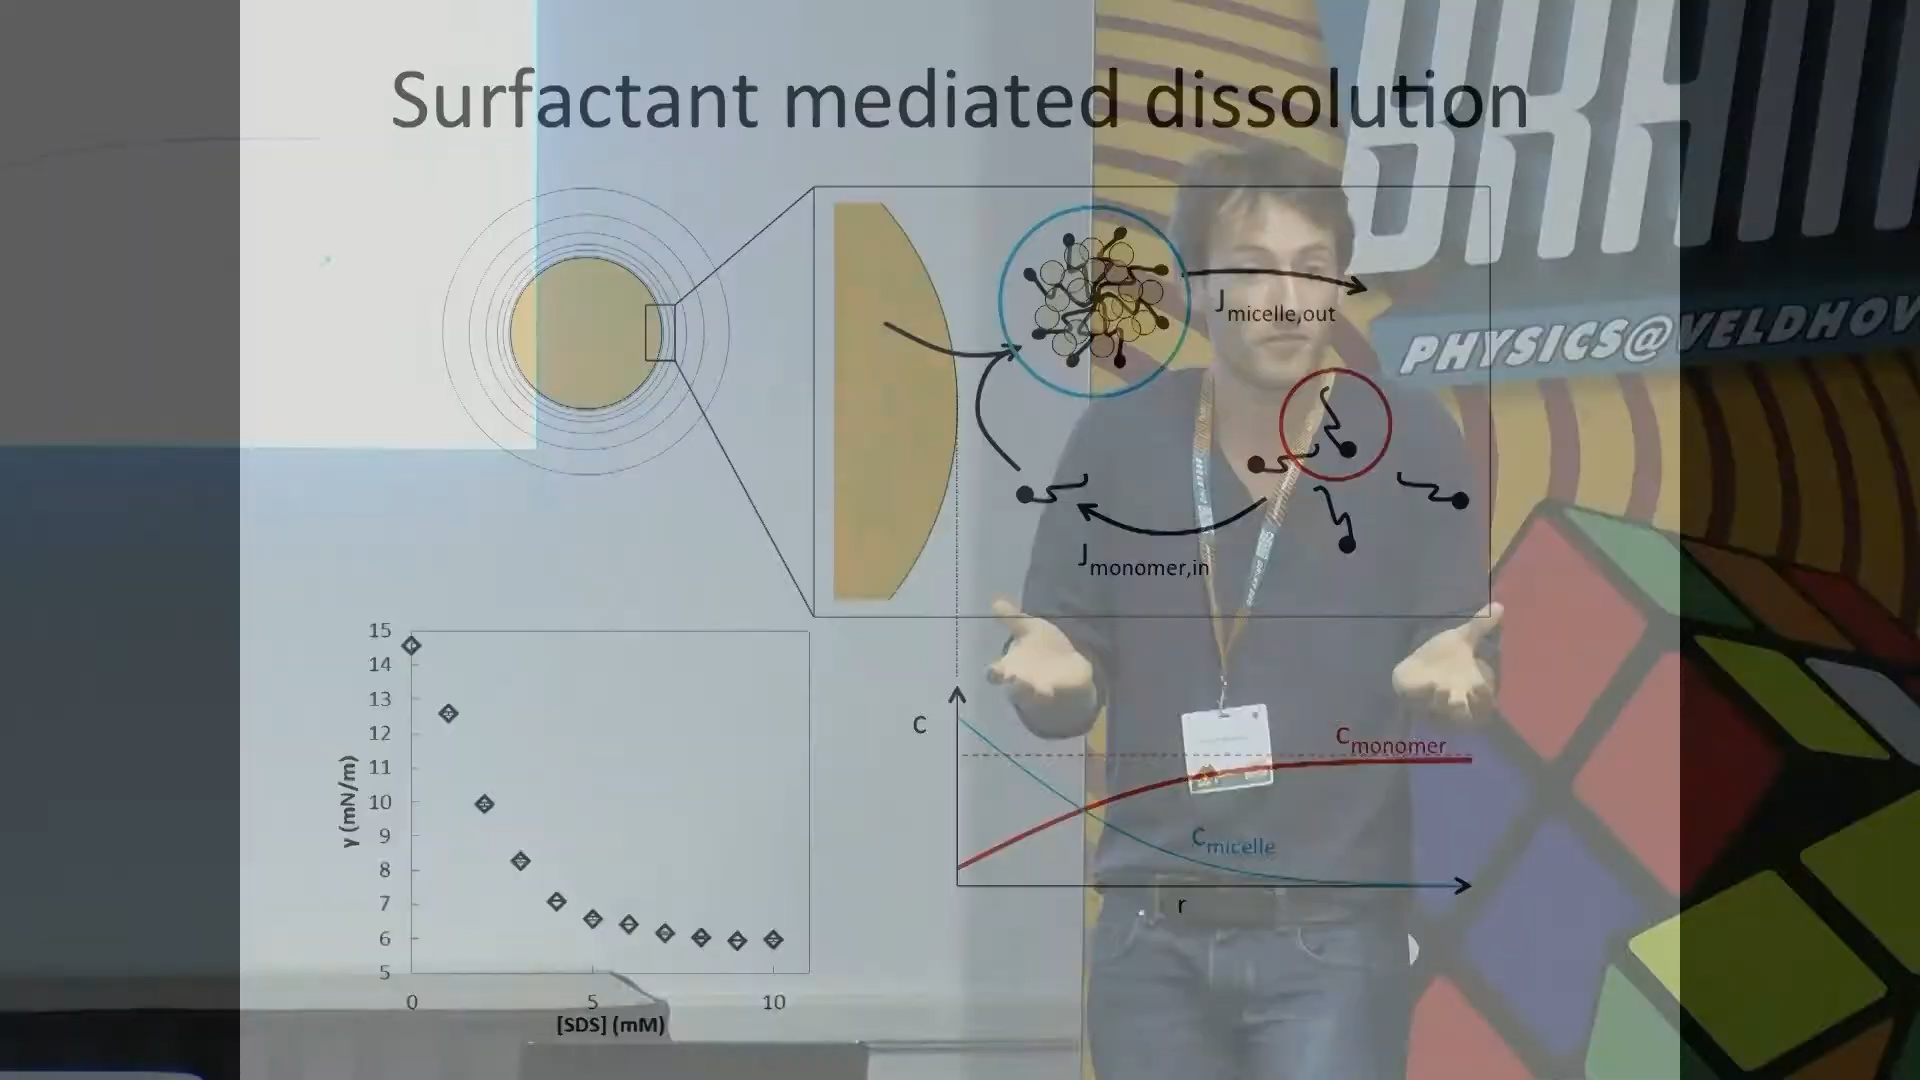 Surfactant mediated dissolution
BRAIN
PHYSICS@VELDHOV
J micelle,out
J monomer,in
15
14
13
12
11
10
9
8
7
6
5
γ (mN/m)
0 5 10
[SDS] (mM)
c
c monomer
c micelle
r